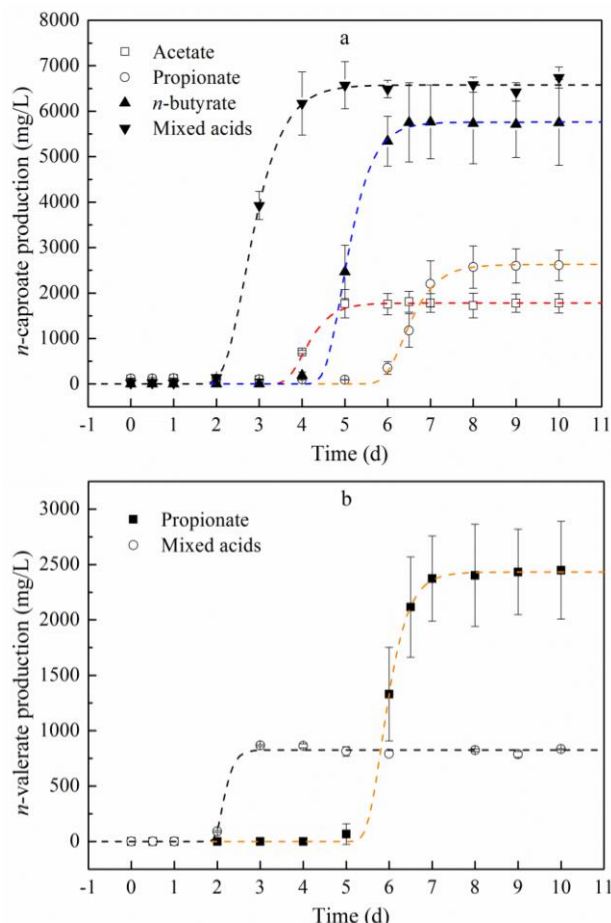 a
Acetate
Propionate
n-butyrate
Mixed acids
n-caproate production (mg/L)
8000
7000
6000
5000
4000
3000
2000
1000
0
-1 0 1 2 3 4 5 6 7 8 9 10 11
Time (d)
b
Propionate
Mixed acids
n-valerate production (mg/L)
3000
2500
2000
1500
1000
500
0
-1 0 1 2 3 4 5 6 7 8 9 10 11
Time (d)